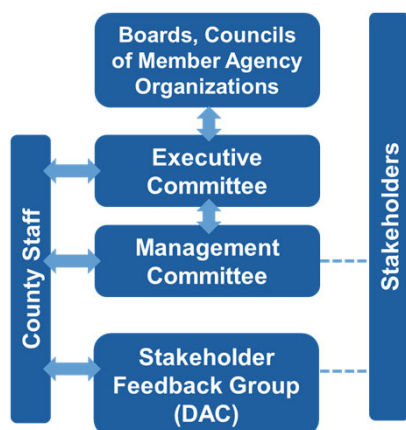 Boards, Councils
of Member Agency
Organizations
Executive
Committee
Management
Committee
Stakeholder
Feedback Group
(DAC)
County Staff
Stakeholders